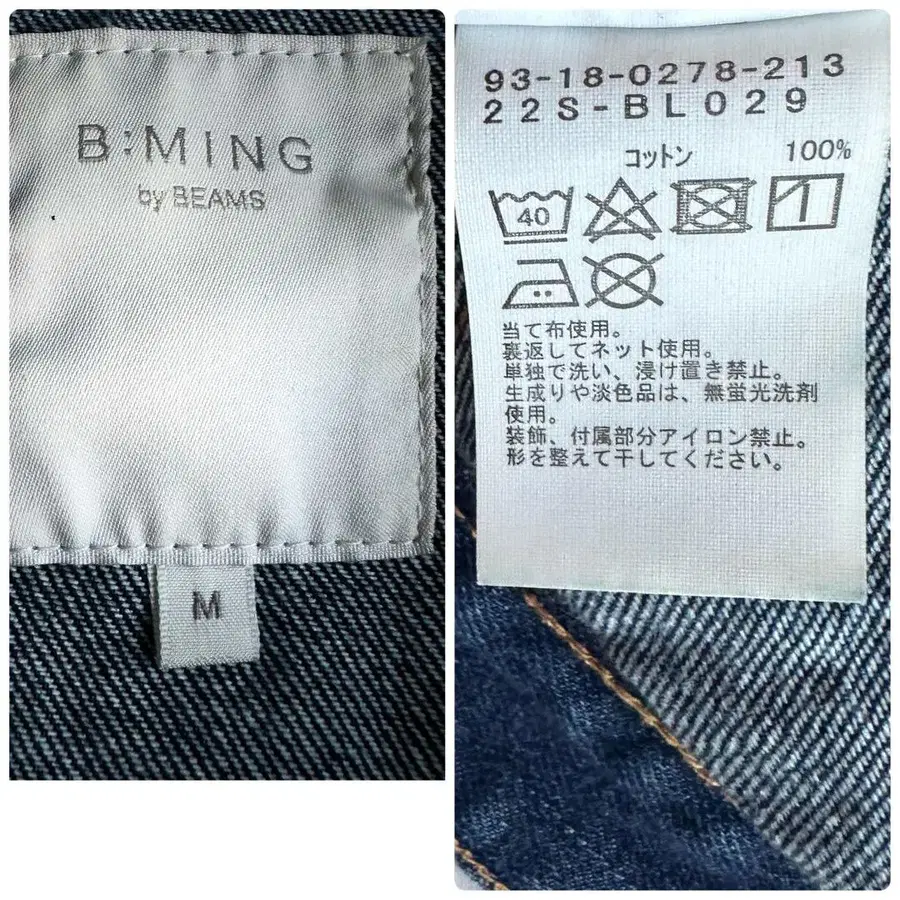 B:MING
by BEAMS
M
93-18-0278-213
22S-BL029
コットン 100%
40
当て布使用。
裏返してネット使用。
単独で洗い、浸け置き禁止。
生成りや淡色品は、無蛍光洗剤
使用。
装飾、付属部分アイロン禁止。
形を整えて干してください。